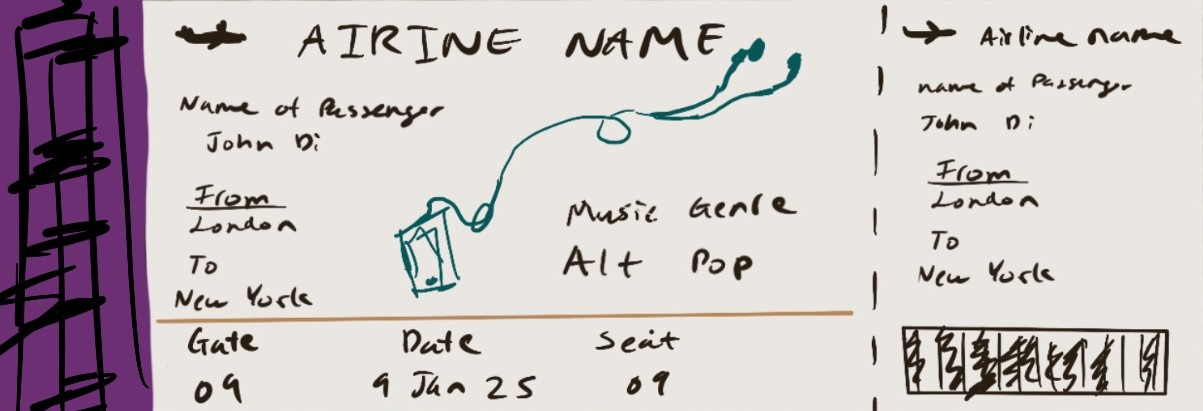 AIRINE NAME
Name of Passenger
John Di
From
London
To
New York
Music Genre
Alt Pop
Gate
09
Date
9 Jan 25
Seat
09
Airline name
name of Passenger
John Di
From
London
To
New York